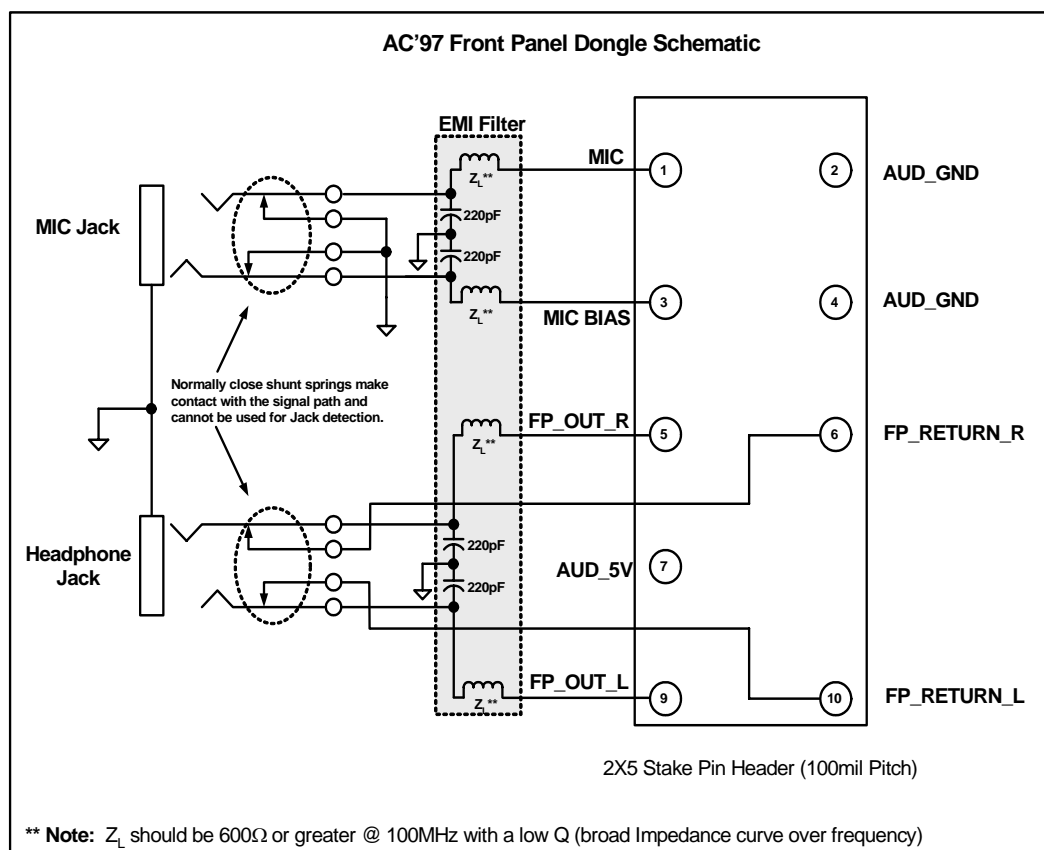 AC’97 Front Panel Dongle Schematic
EMI Filter
MIC
1
2
AUD_GND
Z_L**
220pF
MIC Jack
220pF
Z_L**
MIC BIAS
3
4
AUD_GND
Normally close shunt springs make
contact with the signal path and
cannot be used for Jack detection.
FP_OUT_R
5
6
FP_RETURN_R
Z_L**
Headphone
Jack
220pF
220pF
AUD_5V
7
FP_OUT_L
9
10
FP_RETURN_L
Z_L**
2X5 Stake Pin Header (100mil Pitch)
** Note: Z_L should be 600Ω or greater @ 100MHz with a low Q (broad Impedance curve over frequency)